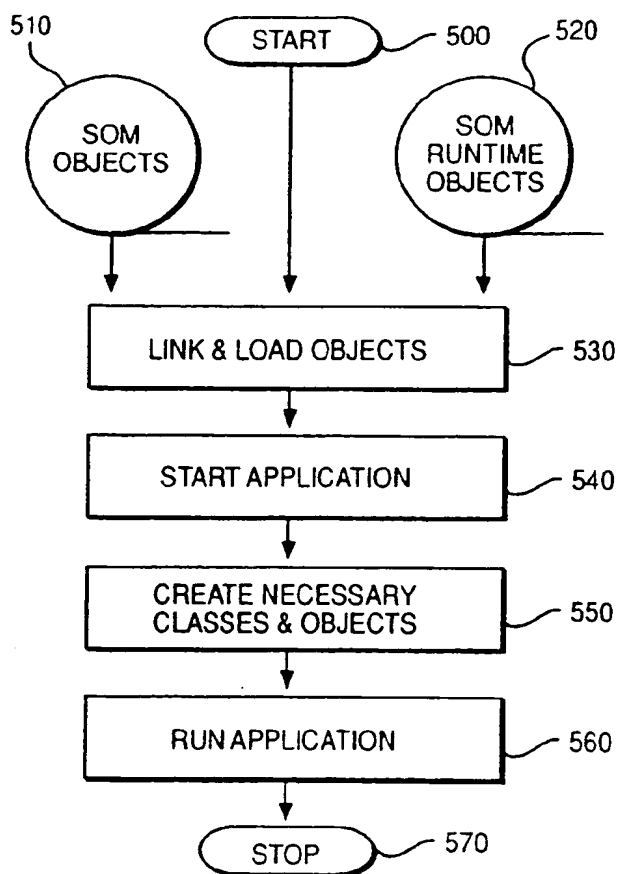 510
START
500
520
SOM
OBJECTS
SOM
RUNTIME
OBJECTS
LINK & LOAD OBJECTS
530
START APPLICATION
540
CREATE NECESSARY
CLASSES & OBJECTS
550
RUN APPLICATION
560
STOP
570